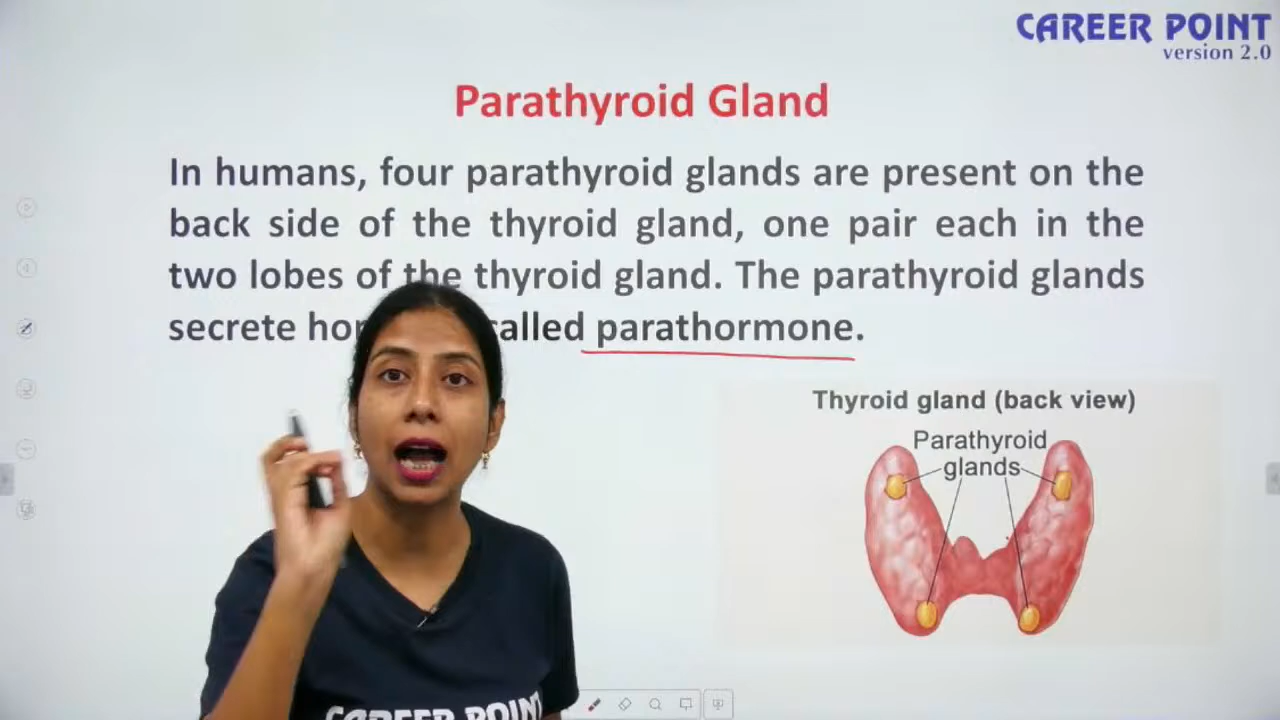 CAREER POINT
version 2.0
Parathyroid Gland
In humans, four parathyroid glands are present on the
back side of the thyroid gland, one pair each in the
two lobes of the thyroid gland. The parathyroid glands
secrete called parathormone.
Thyroid gland (back view)
Parathyroid
glands
CAREER POINT